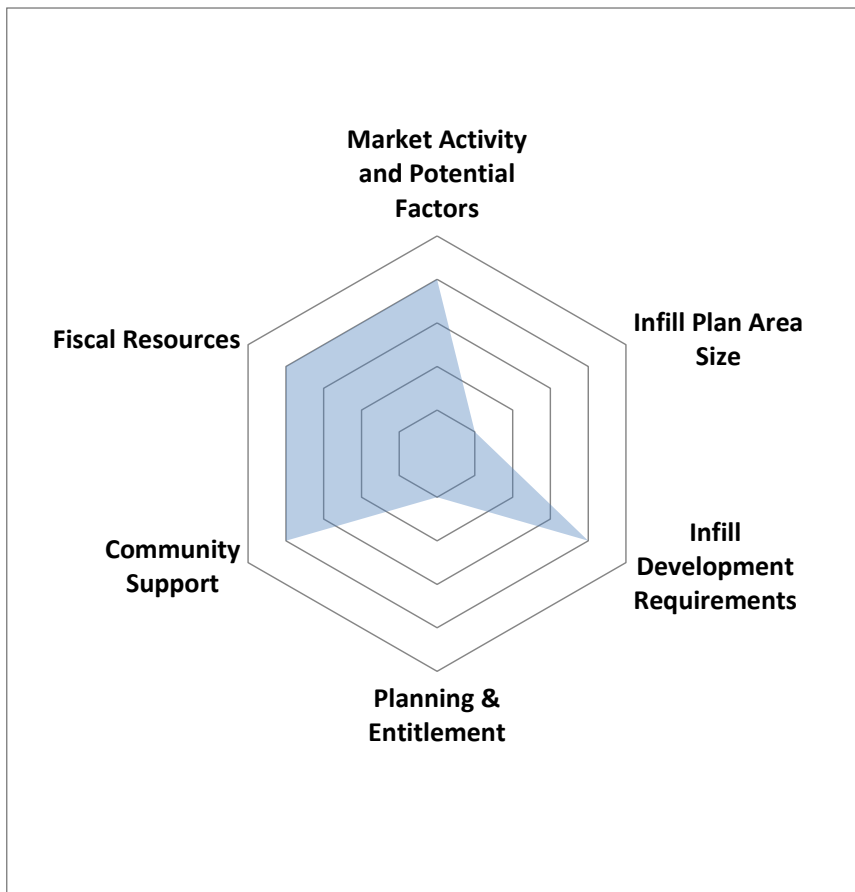 Market Activity
and Potential
Factors
Infill Plan Area
Size
Infill
Development
Requirements
Planning &
Entitlement
Community
Support
Fiscal Resources